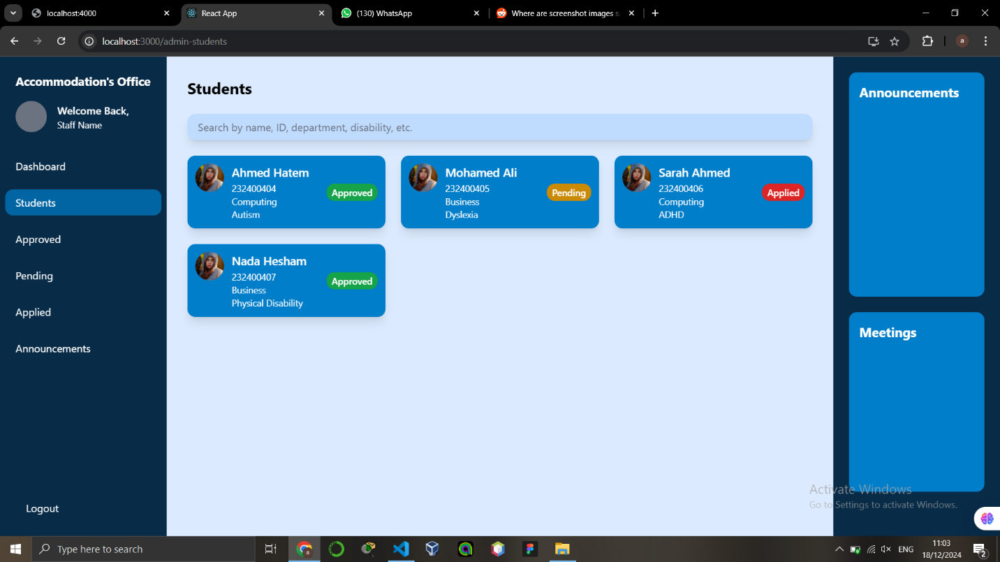 localhost:4000
React App
(130) WhatsApp
Where are screenshot images s
localhost:3000/admin-students
a
Accommodation's Office
Welcome Back,
Staff Name
Dashboard
Students
Approved
Pending
Applied
Announcements
Logout
Students
Search by name, ID, department, disability, etc.
Ahmed Hatem
232400404
Computing
Autism
Approved
Mohamed Ali
232400405
Business
Dyslexia
Pending
Sarah Ahmed
232400406
Computing
ADHD
Applied
Nada Hesham
232400407
Business
Physical Disability
Approved
Announcements
Meetings
Activate Windows
Go to Settings to activate Windows.
Type here to search
a
ENG
11:03
18/12/2024
2